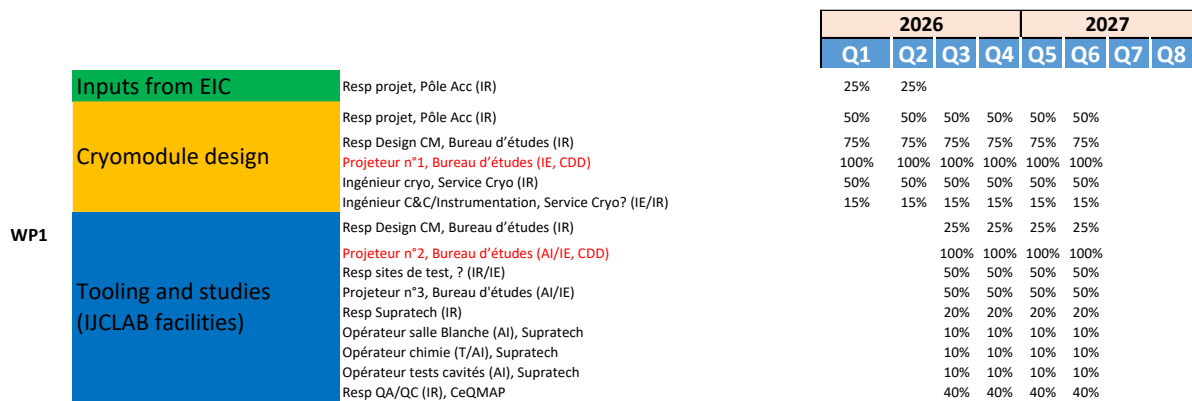 2026 2027
Q1 Q2 Q3 Q4 Q5 Q6 Q7 Q8
WP1
Inputs from EIC
Resp projet, Pôle Acc (IR) 25% 25%
Cryomodule design
Resp projet, Pôle Acc (IR) 50% 50% 50% 50% 50% 50%
Resp Design CM, Bureau d’études (IR) 75% 75% 75% 75% 75% 75%
Projeteur n°1, Bureau d’études (IE, CDD) 100% 100% 100% 100% 100% 100%
Ingénieur cryo, Service Cryo (IR) 50% 50% 50% 50% 50% 50%
Ingénieur C&C/Instrumentation, Service Cryo? (IE/IR) 15% 15% 15% 15% 15% 15%
Tooling and studies
(IJCLAB facilities)
Resp Design CM, Bureau d’études (IR) 25% 25% 25% 25%
Projeteur n°2, Bureau d’études (AI/IE, CDD) 100% 100% 100% 100%
Resp sites de test, ? (IR/IE) 50% 50% 50% 50%
Projeteur n°3, Bureau d'études (AI/IE) 50% 50% 50% 50%
Resp Supratech (IR) 20% 20% 20% 20%
Opérateur salle Blanche (AI), Supratech 10% 10% 10% 10%
Opérateur chimie (T/AI), Supratech 10% 10% 10% 10%
Opérateur tests cavités (AI), Supratech 10% 10% 10% 10%
Resp QA/QC (IR), CeQMAP 40% 40% 40% 40%